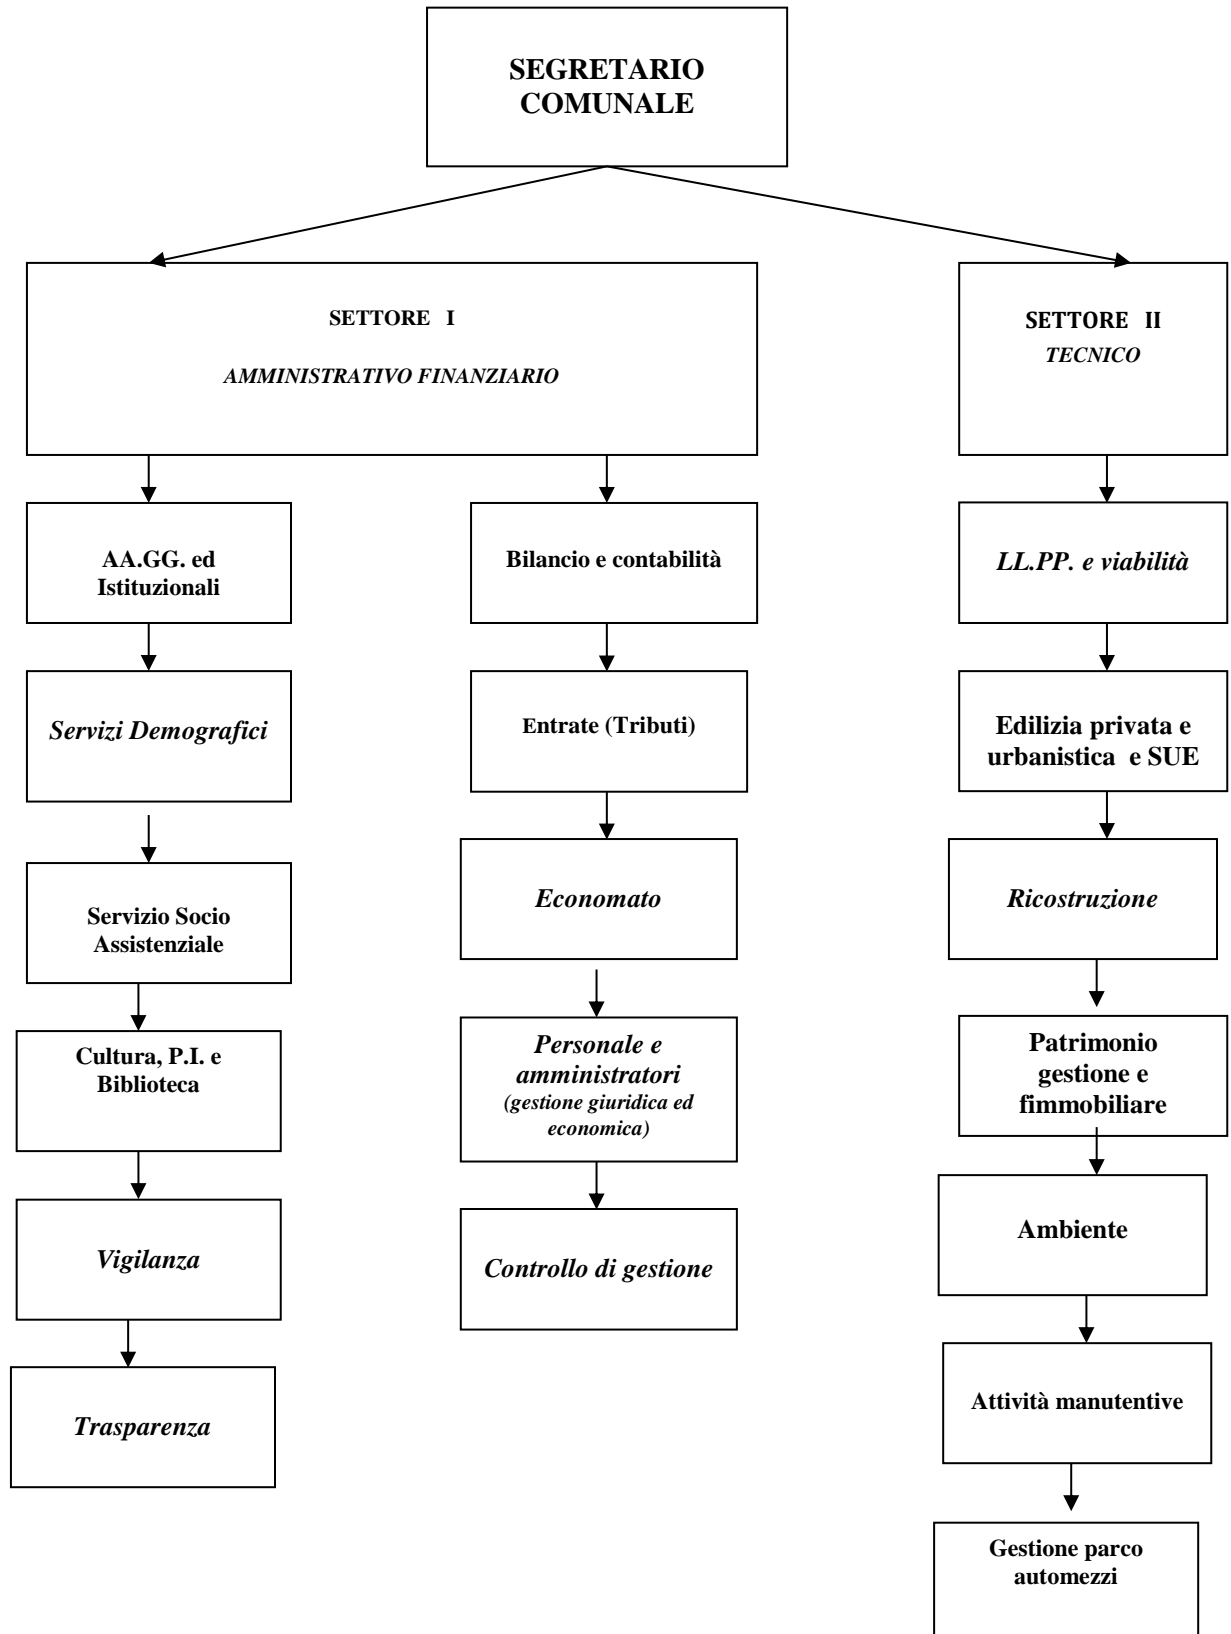 SEGRETARIO
COMUNALE
SETTORE I
AMMINISTRATIVO FINANZIARIO
SETTORE II
TECNICO
AA.GG. ed
Istituzionali
Bilancio e contabilità
LL.PP. e viabilità
Servizi Demografici
Entrate (Tributi)
Edilizia privata e
urbanistica e SUE
Servizio Socio
Assistenziale
Economato
Ricostruzione
Cultura, P.I. e
Biblioteca
Personale e
amministratori
(gestione giuridica ed
economica)
Patrimonio
gestione e
fimmobiliare
Vigilanza
Controllo di gestione
Ambiente
Trasparenza
Attività manutentive
Gestione parco
automezzi